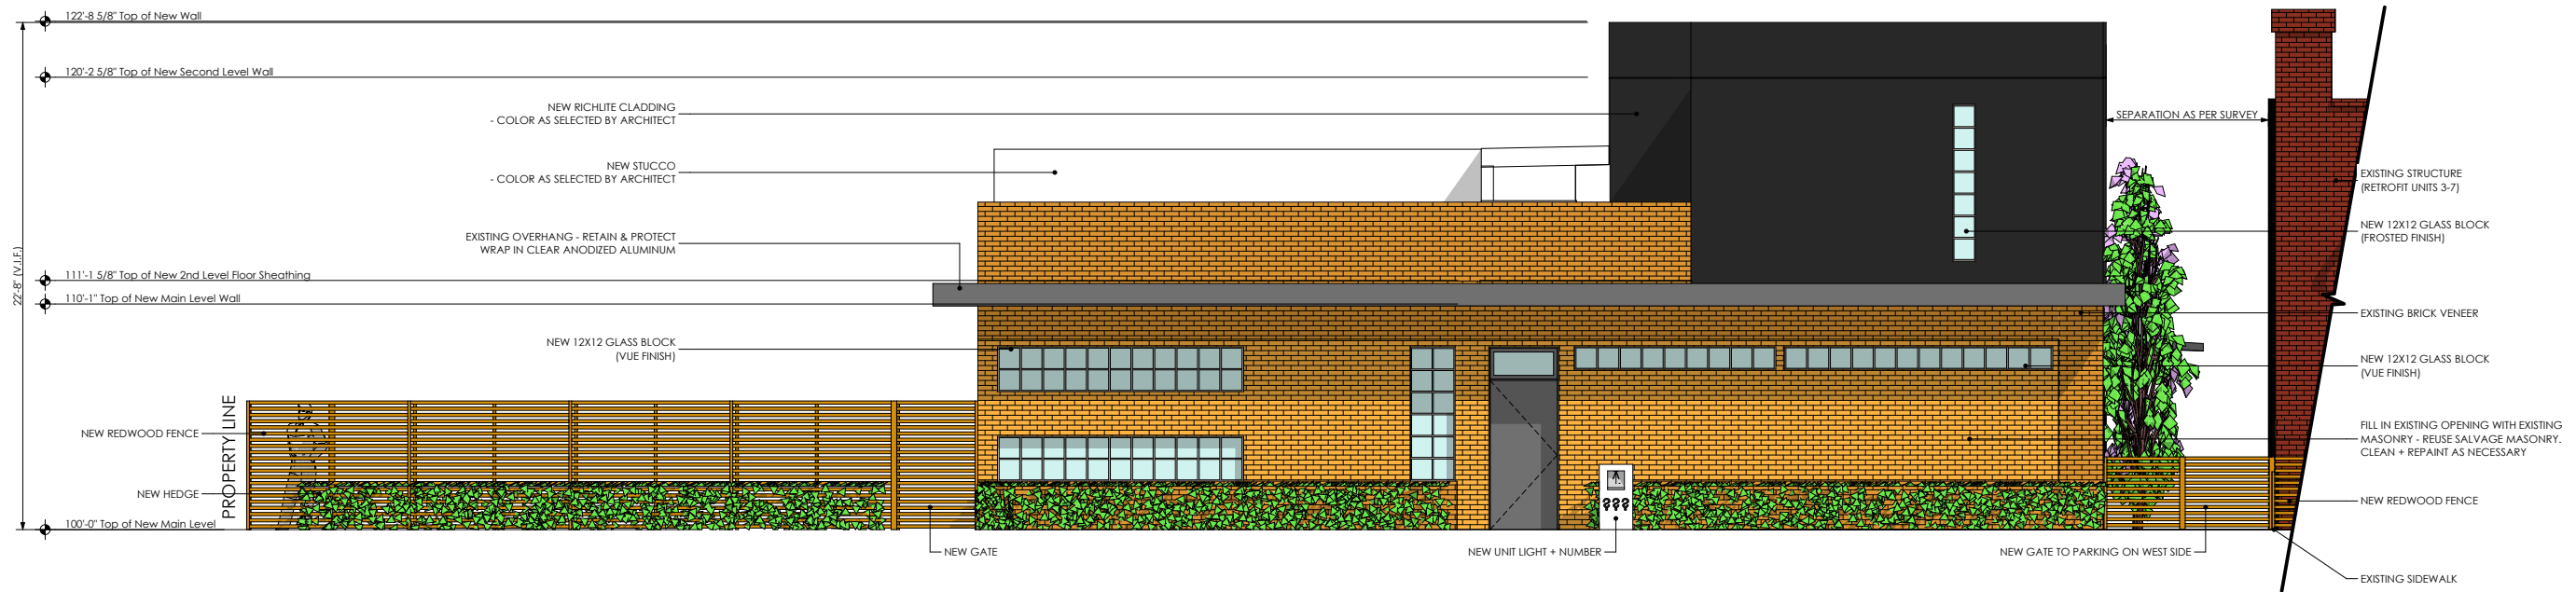 122'-8 5/8" Top of New Wall
120'-2 5/8" Top of New Second Level Wall
NEW RICHLITE CLADDING
- COLOR AS SELECTED BY ARCHITECT
SEPARATION AS PER SURVEY
NEW STUCCO
- COLOR AS SELECTED BY ARCHITECT
EXISTING STRUCTURE
(RETROFIT UNITS 3-7)
NEW 12X12 GLASS BLOCK
(FROSTED FINISH)
EXISTING OVERHANG - RETAIN & PROTECT
WRAP IN CLEAR ANODIZED ALUMINUM
22'-8" (V.I.F.)
111'-1 5/8" Top of New 2nd Level Floor Sheathing
110'-1" Top of New Main Level Wall
EXISTING BRICK VENEER
NEW 12X12 GLASS BLOCK
(VUE FINISH)
NEW 12X12 GLASS BLOCK
(VUE FINISH)
PROPERTY LINE
NEW REDWOOD FENCE
FILL IN EXISTING OPENING WITH EXISTING
MASONRY - REUSE SALVAGE MASONRY.
CLEAN + REPAINT AS NECESSARY
NEW HEDGE
???
NEW REDWOOD FENCE
100'-0" Top of New Main Level
NEW GATE
NEW UNIT LIGHT + NUMBER
NEW GATE TO PARKING ON WEST SIDE
EXISTING SIDEWALK